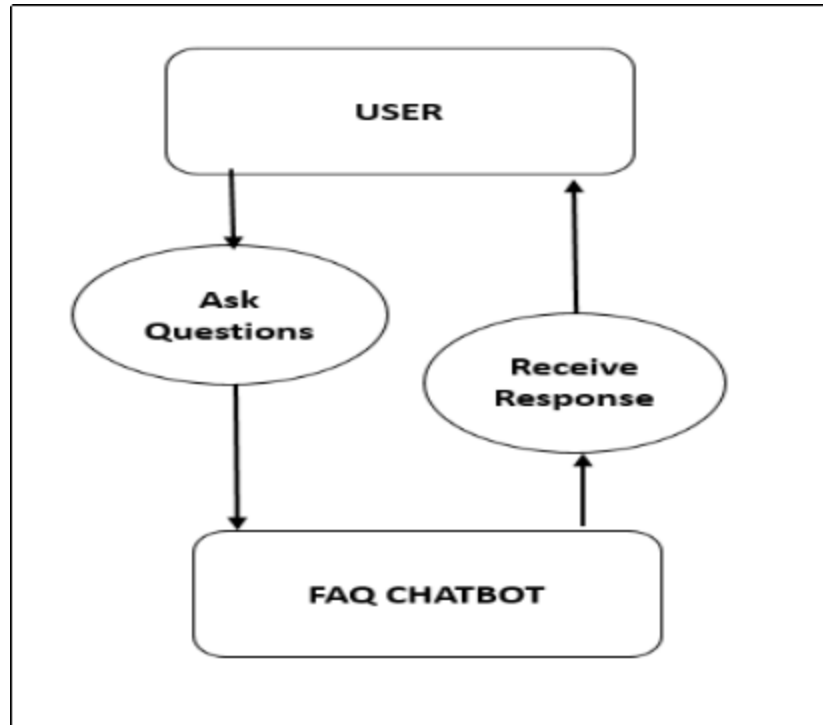 USER
Ask
Questions
Receive
Response
FAQ CHATBOT